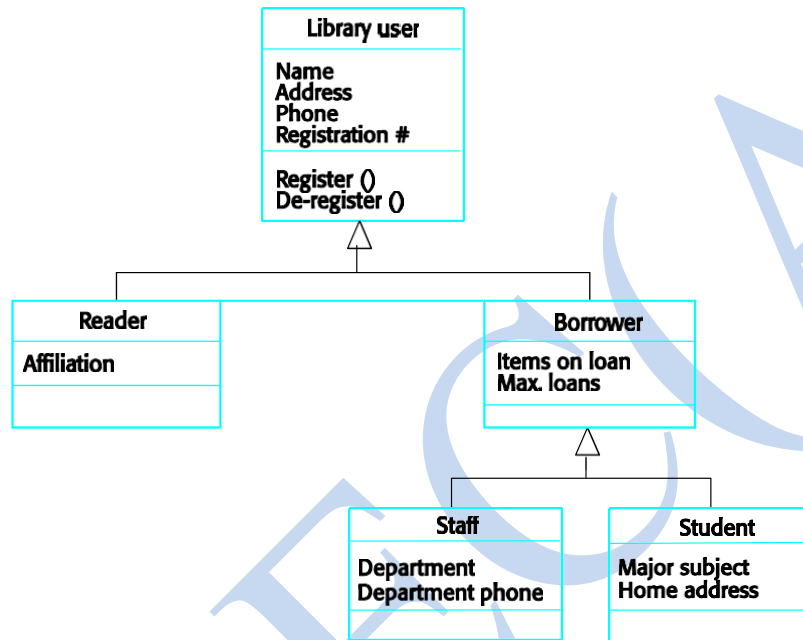 Library user
Name
Address
Phone
Registration #
Register ()
De-register ()
Reader
Affiliation
Borrower
Items on loan
Max. loans
Staff
Department
Department phone
Student
Major subject
Home address